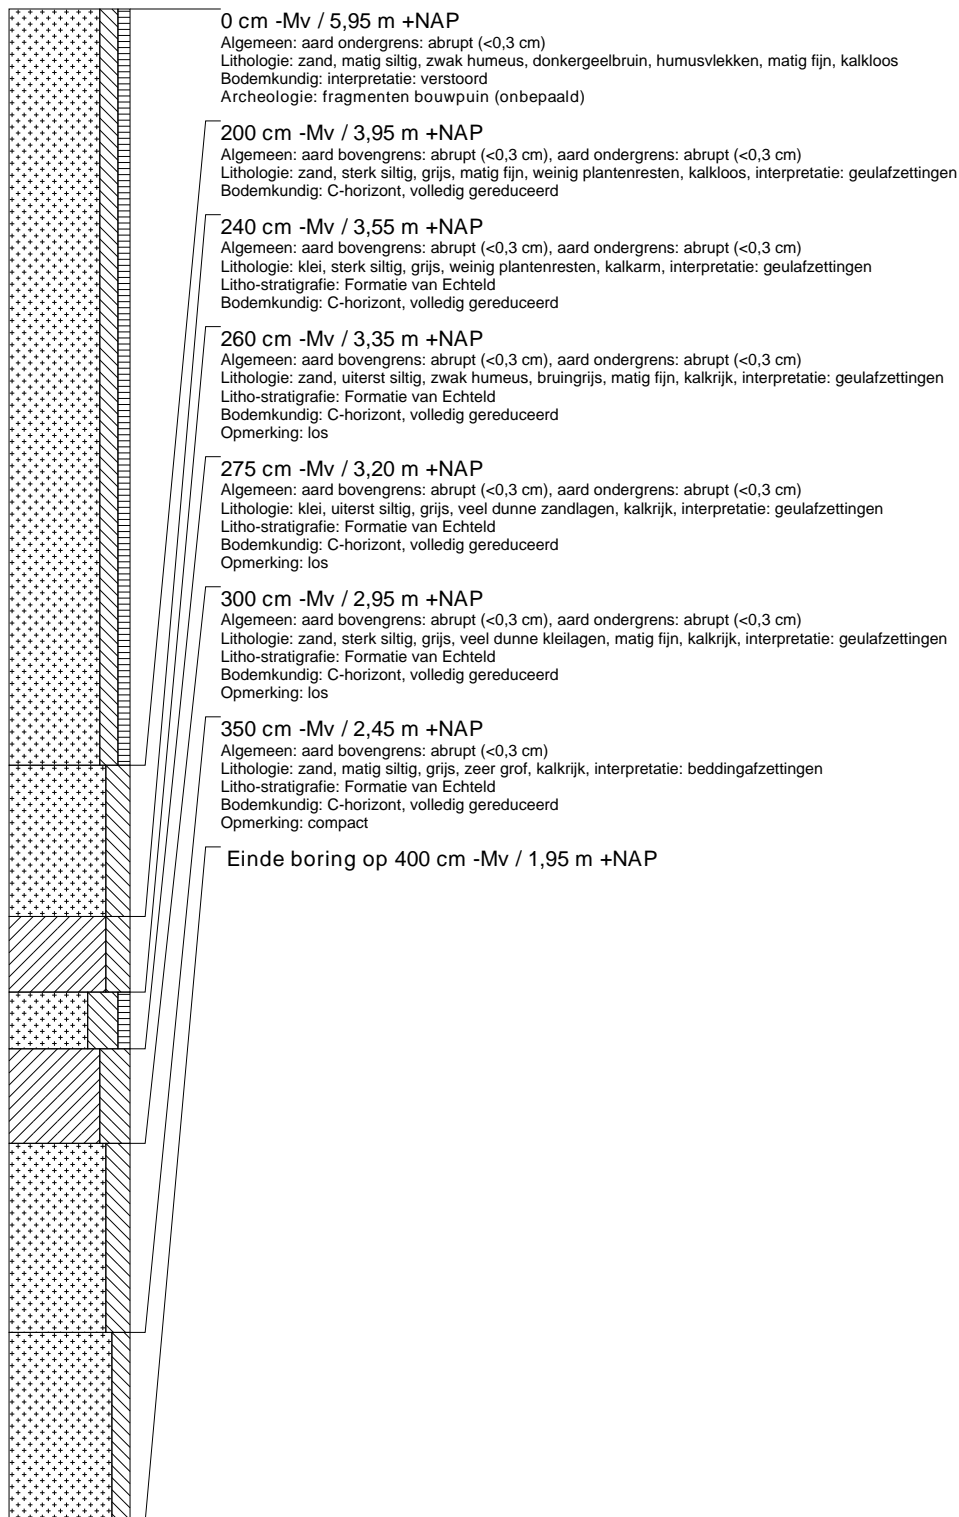 0 cm -Mv / 5,95 m +NAP
Algemeen: aard ondergrens: abrupt (<0,3 cm)
Lithologie: zand, matig siltig, zwak humeus, donkergeelbruin, humusvlekken, matig fijn, kalkloos
Bodemkundig: interpretatie: verstoord
Archeologie: fragmenten bouwpuin (onbepaald)
200 cm -Mv / 3,95 m +NAP
Algemeen: aard bovengrens: abrupt (<0,3 cm), aard ondergrens: abrupt (<0,3 cm)
Lithologie: zand, sterk siltig, grijs, matig fijn, weinig plantenresten, kalkloos, interpretatie: geulafzettingen
Bodemkundig: C-horizont, volledig gereduceerd
240 cm -Mv / 3,55 m +NAP
Algemeen: aard bovengrens: abrupt (<0,3 cm), aard ondergrens: abrupt (<0,3 cm)
Lithologie: klei, sterk siltig, grijs, weinig plantenresten, kalkarm, interpretatie: geulafzettingen
Litho-stratigrafie: Formatie van Echteld
Bodemkundig: C-horizont, volledig gereduceerd
260 cm -Mv / 3,35 m +NAP
Algemeen: aard bovengrens: abrupt (<0,3 cm), aard ondergrens: abrupt (<0,3 cm)
Lithologie: zand, uiterst siltig, zwak humeus, bruingrijs, matig fijn, kalkrijk, interpretatie: geulafzettingen
Litho-stratigrafie: Formatie van Echteld
Bodemkundig: C-horizont, volledig gereduceerd
Opmerking: los
275 cm -Mv / 3,20 m +NAP
Algemeen: aard bovengrens: abrupt (<0,3 cm), aard ondergrens: abrupt (<0,3 cm)
Lithologie: klei, uiterst siltig, grijs, veel dunne zandlagen, kalkrijk, interpretatie: geulafzettingen
Litho-stratigrafie: Formatie van Echteld
Bodemkundig: C-horizont, volledig gereduceerd
Opmerking: los
300 cm -Mv / 2,95 m +NAP
Algemeen: aard bovengrens: abrupt (<0,3 cm), aard ondergrens: abrupt (<0,3 cm)
Lithologie: zand, sterk siltig, grijs, veel dunne kleilagen, matig fijn, kalkrijk, interpretatie: geulafzettingen
Litho-stratigrafie: Formatie van Echteld
Bodemkundig: C-horizont, volledig gereduceerd
Opmerking: los
350 cm -Mv / 2,45 m +NAP
Algemeen: aard bovengrens: abrupt (<0,3 cm)
Lithologie: zand, matig siltig, grijs, zeer grof, kalkrijk, interpretatie: beddingafzettingen
Litho-stratigrafie: Formatie van Echteld
Bodemkundig: C-horizont, volledig gereduceerd
Opmerking: compact
Einde boring op 400 cm -Mv / 1,95 m +NAP